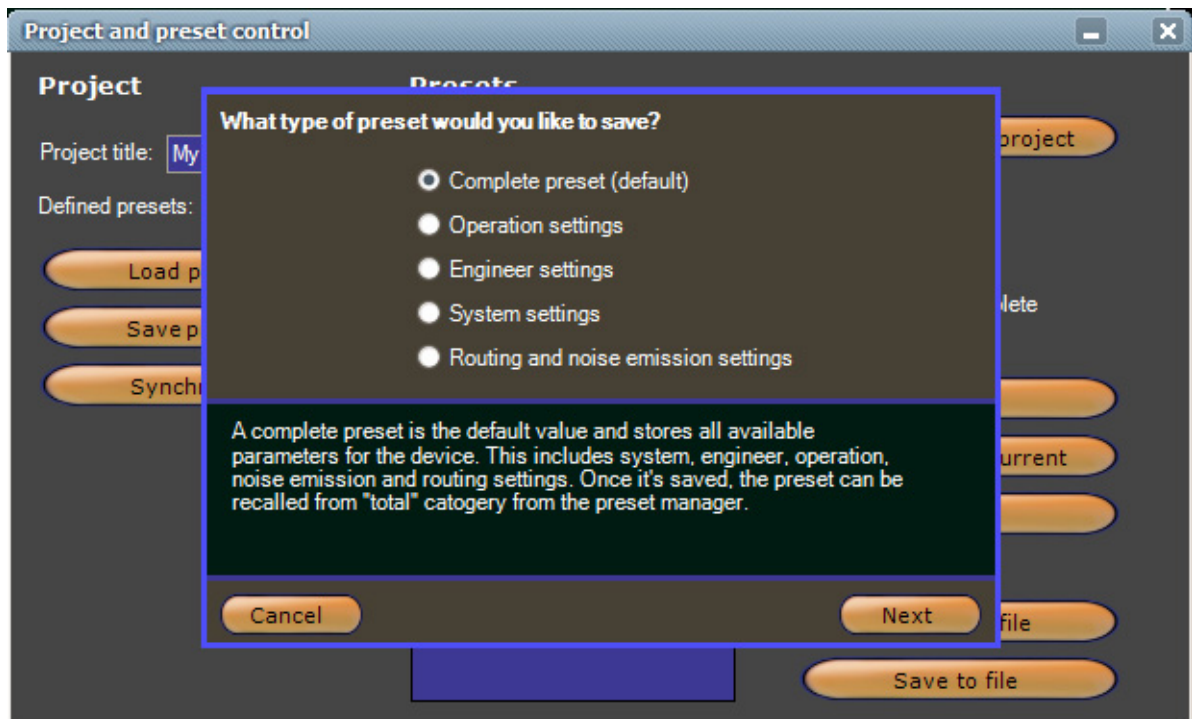 Project and preset control
Project
Presets
Project title: My
Defined presets:
Load p
Save p
Synchr
project
lete
urrent
file
Save to file
What type of preset would you like to save?
Complete preset (default)
Operation settings
Engineer settings
System settings
Routing and noise emission settings
A complete preset is the default value and stores all available
parameters for the device. This includes system, engineer, operation,
noise emission and routing settings. Once it's saved, the preset can be
recalled from "total" catogery from the preset manager.
Cancel
Next